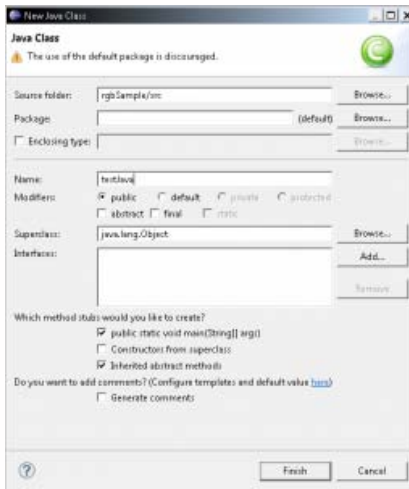 New Java Class
Java Class
The use of the default package is discouraged.
Source folder: rgbSample/src Browse...
Package: (default) Browse...
Enclosing type: Browse...
Name: testJava
Modifiers: public default private protected
abstract final static
Superclass: java.lang.Object Browse...
Interfaces: Add...
Remove
Which method stubs would you like to create?
public static void main(String[] args)
Constructors from superclass
Inherited abstract methods
Do you want to add comments? (Configure templates and default value here)
Generate comments
Finish Cancel